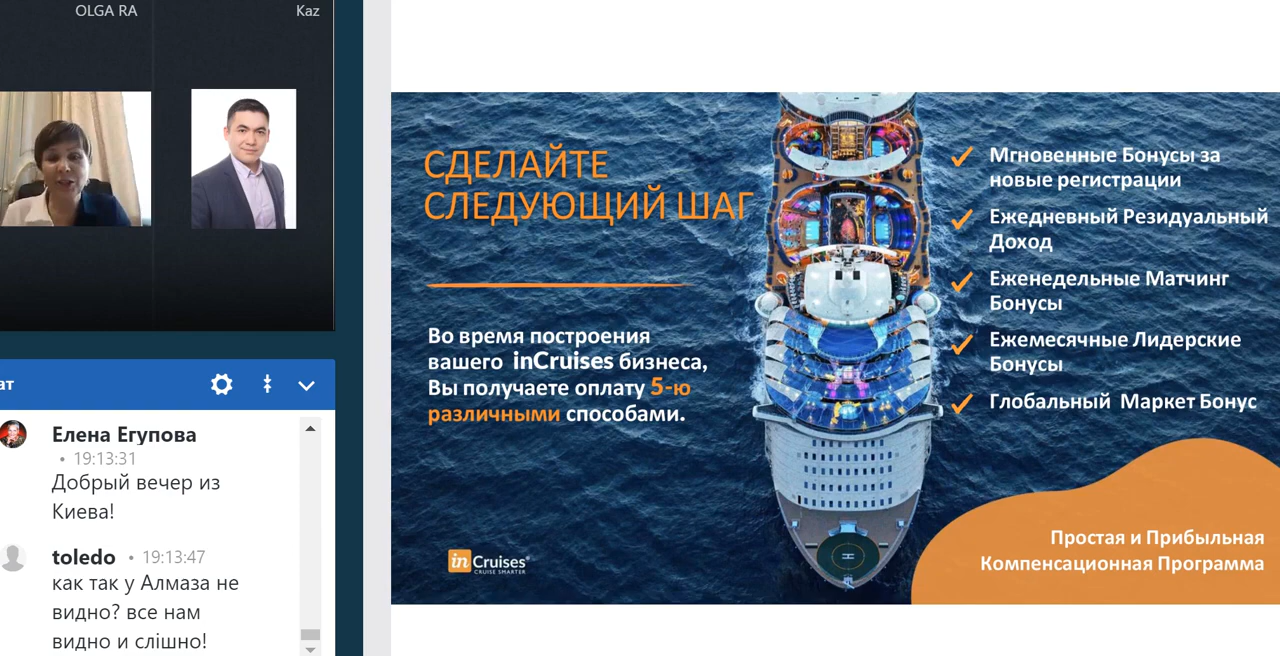 OLGA RA
Kaz
ат
Елена Егупова
• 19:13:31
Добрый вечер из
Киева!
toledo • 19:13:47
как так у Алмаза не
видно? все нам
видно и слiшно!
СДЕЛАЙТЕ
СЛЕДУЮЩИЙ ШАГ
Во время построения
вашего inCruises бизнеса,
Вы получаете оплату 5-ю
различными способами.
inCruises®
CRUISE SMARTER.
Мгновенные Бонусы за
новые регистрации
Ежедневный Резидуальный
Доход
Еженедельные Матчинг
Бонусы
Ежемесячные Лидерские
Бонусы
Глобальный Маркет Бонус
Простая и Прибыльная
Компенсационная Программа